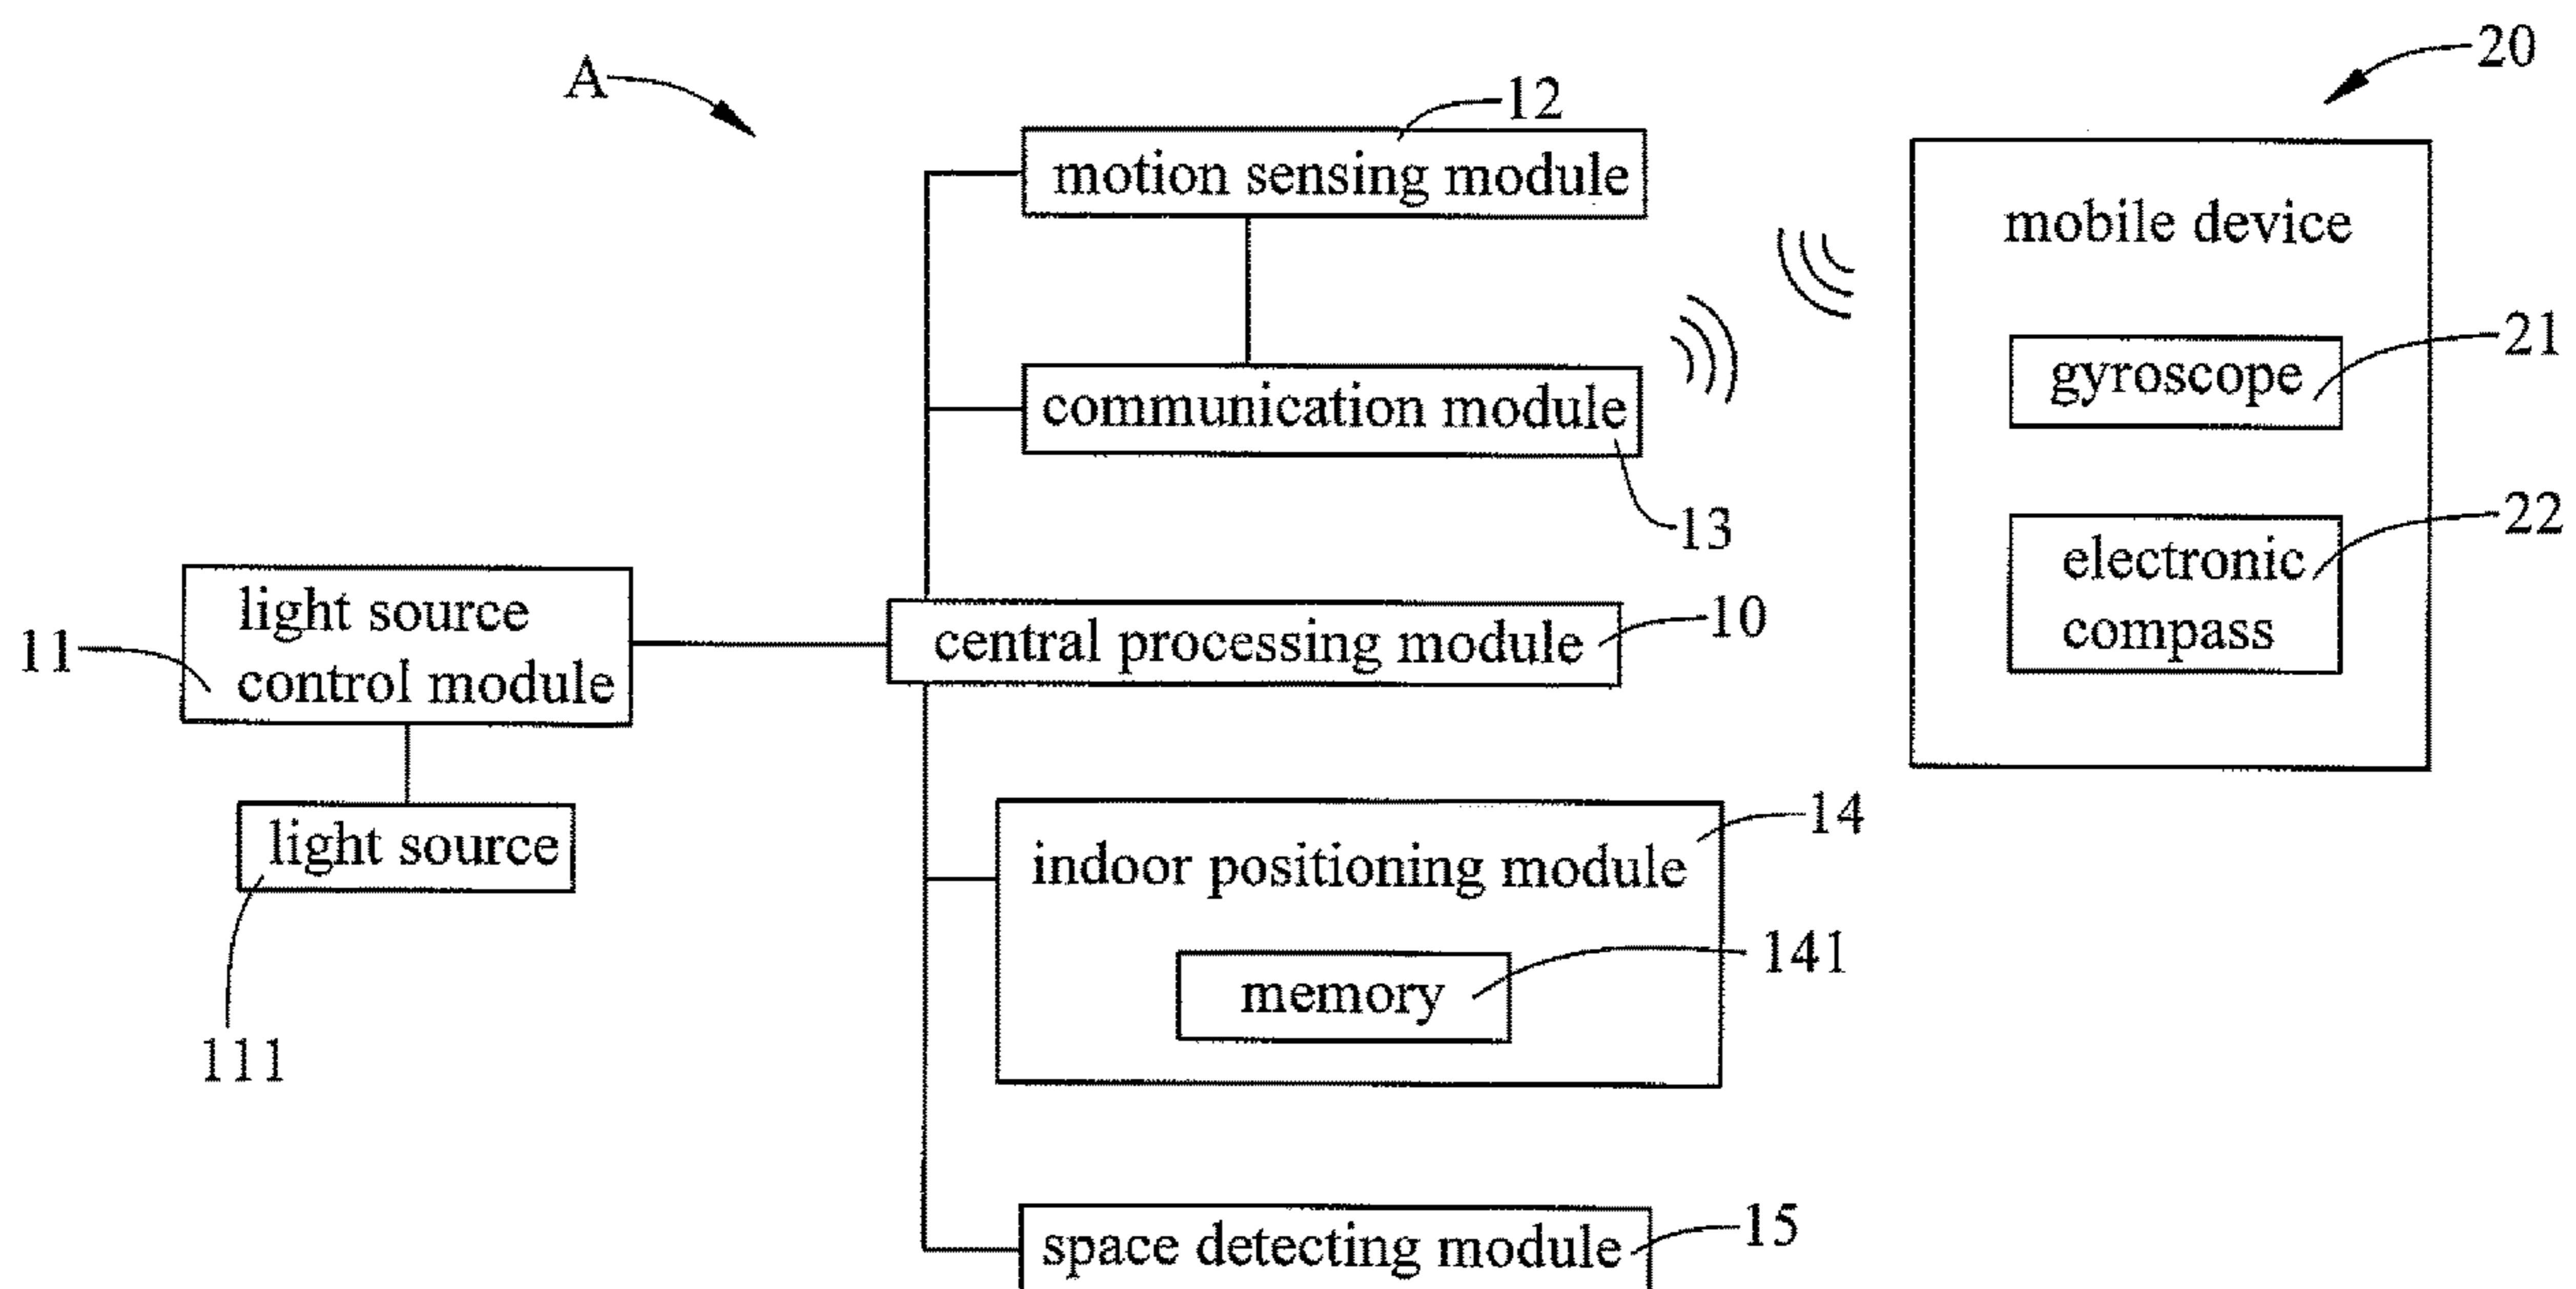 A
20
12
motion sensing module
mobile device
21
gyroscope
communication module
13
22
electronic
compass
light source
control module
11
10
central processing module
14
indoor positioning module
light source
111
141
memory
15
space detecting module